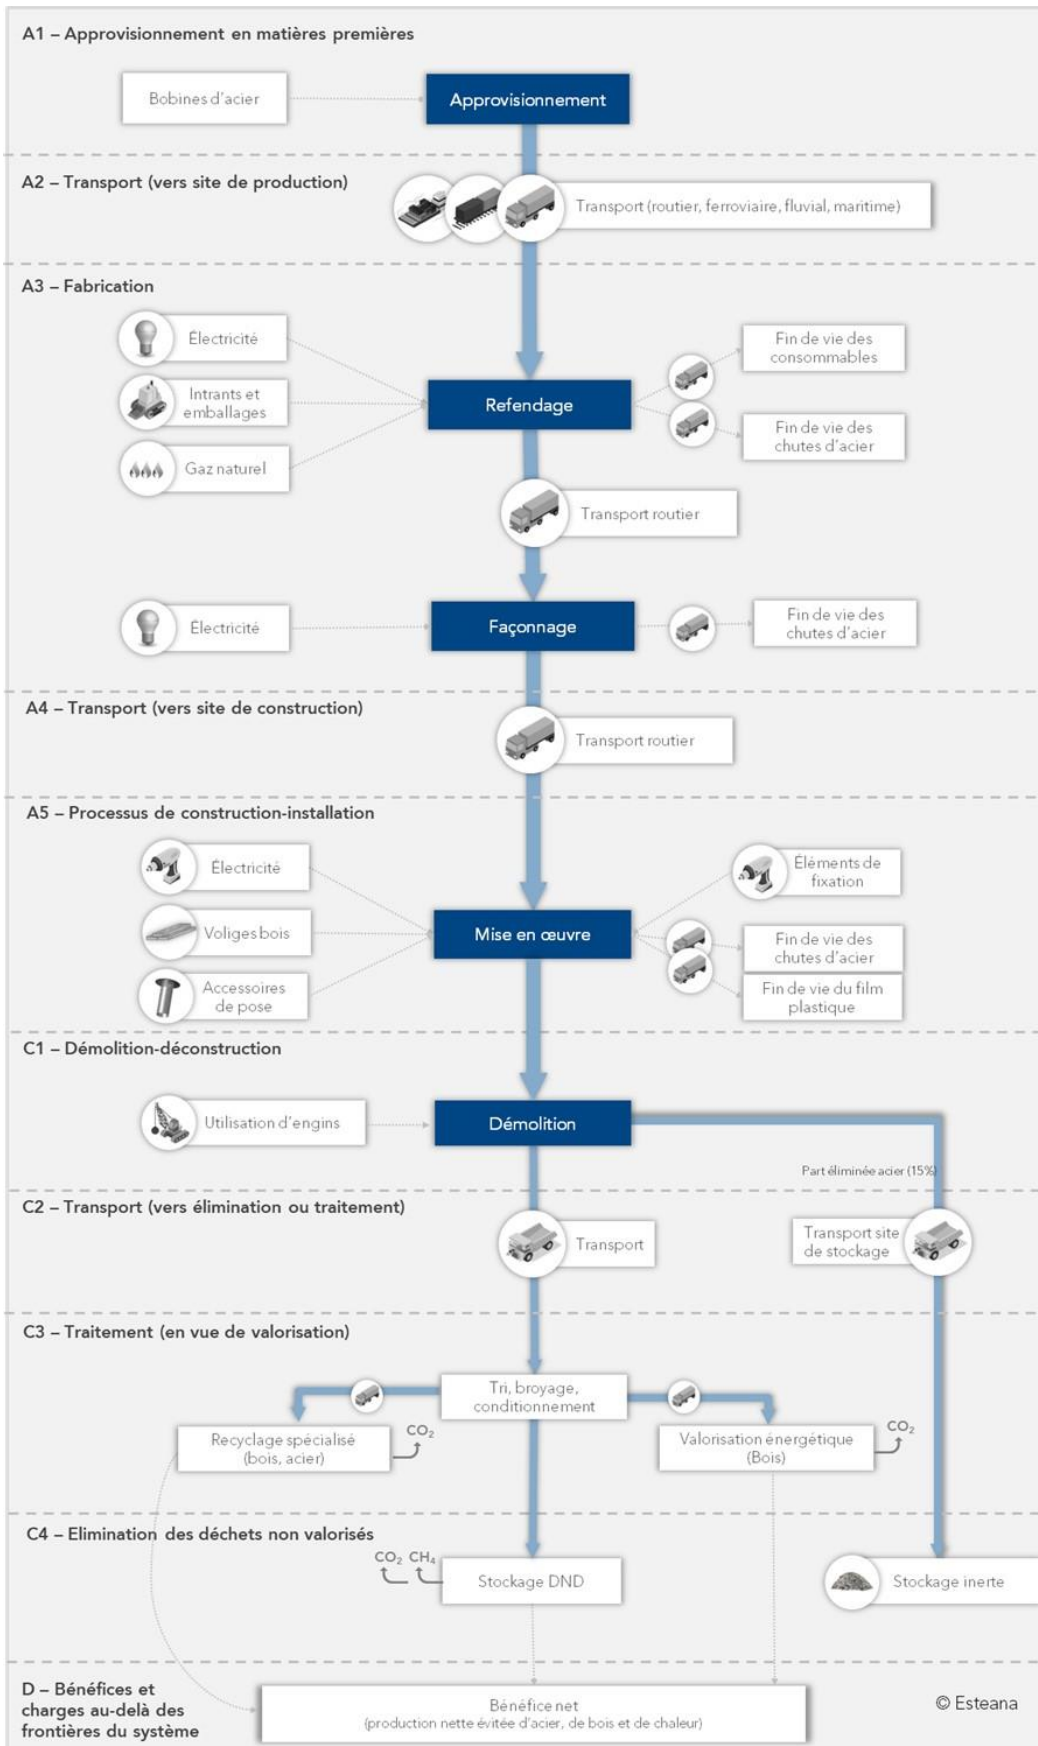 A1 – Approvisionnement en matières premières
Bobines d'acier
Approvisionnement
A2 – Transport (vers site de production)
Transport (routier, ferroviaire, fluvial, maritime)
A3 – Fabrication
Électricité
Intrants et
emballages
Gaz naturel
Refendage
Fin de vie des
consommables
Fin de vie des
chutes d'acier
Transport routier
Électricité
Façonnage
Fin de vie des
chutes d'acier
A4 – Transport (vers site de construction)
Transport routier
A5 – Processus de construction-installation
Électricité
Voliges bois
Accessoires
de pose
Mise en œuvre
Éléments de
fixation
Fin de vie des
chutes d'acier
Fin de vie du film
plastique
C1 – Démolition-déconstruction
Utilisation d'engins
Démolition
Part éliminée acier (15%)
C2 – Transport (vers élimination ou traitement)
Transport
Transport site
de stockage
C3 – Traitement (en vue de valorisation)
Tri, broyage,
conditionnement
Recyclage spécialisé
(bois, acier)
CO₂
Valorisation énergétique
(Bois)
CO₂
C4 – Elimination des déchets non valorisés
CO₂ CH₄
Stockage DND
Stockage inerte
D – Bénéfices et
charges au-delà des
frontières du système
Bénéfice net
(production nette évitée d'acier, de bois et de chaleur)
© Esteana